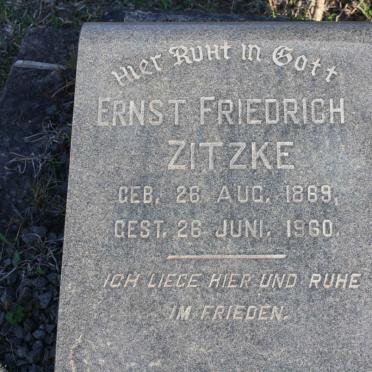 Hier Ruht in Gott
ERNST FRIEDRICH
ZITZKE
GEB. 26 AUG. 1869,
GEST. 26 JUNI. 1960.
ICH LIEGE HIER UND RUHE
IM FRIEDEN.